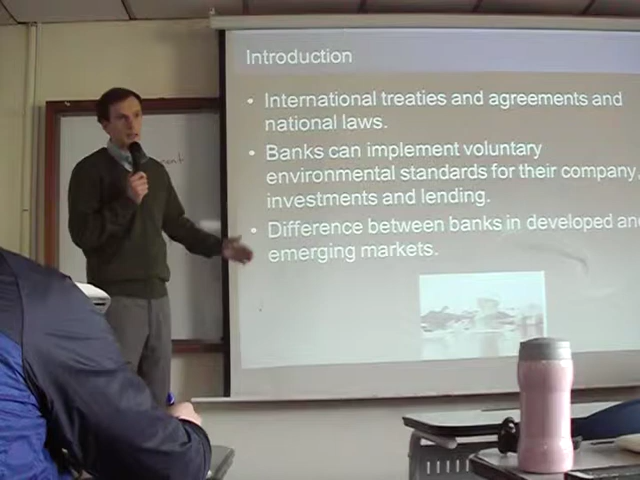 Introduction
• International treaties and agreements and
national laws.
• Banks can implement voluntary
environmental standards for their company,
investments and lending.
• Difference between banks in developed and
emerging markets.